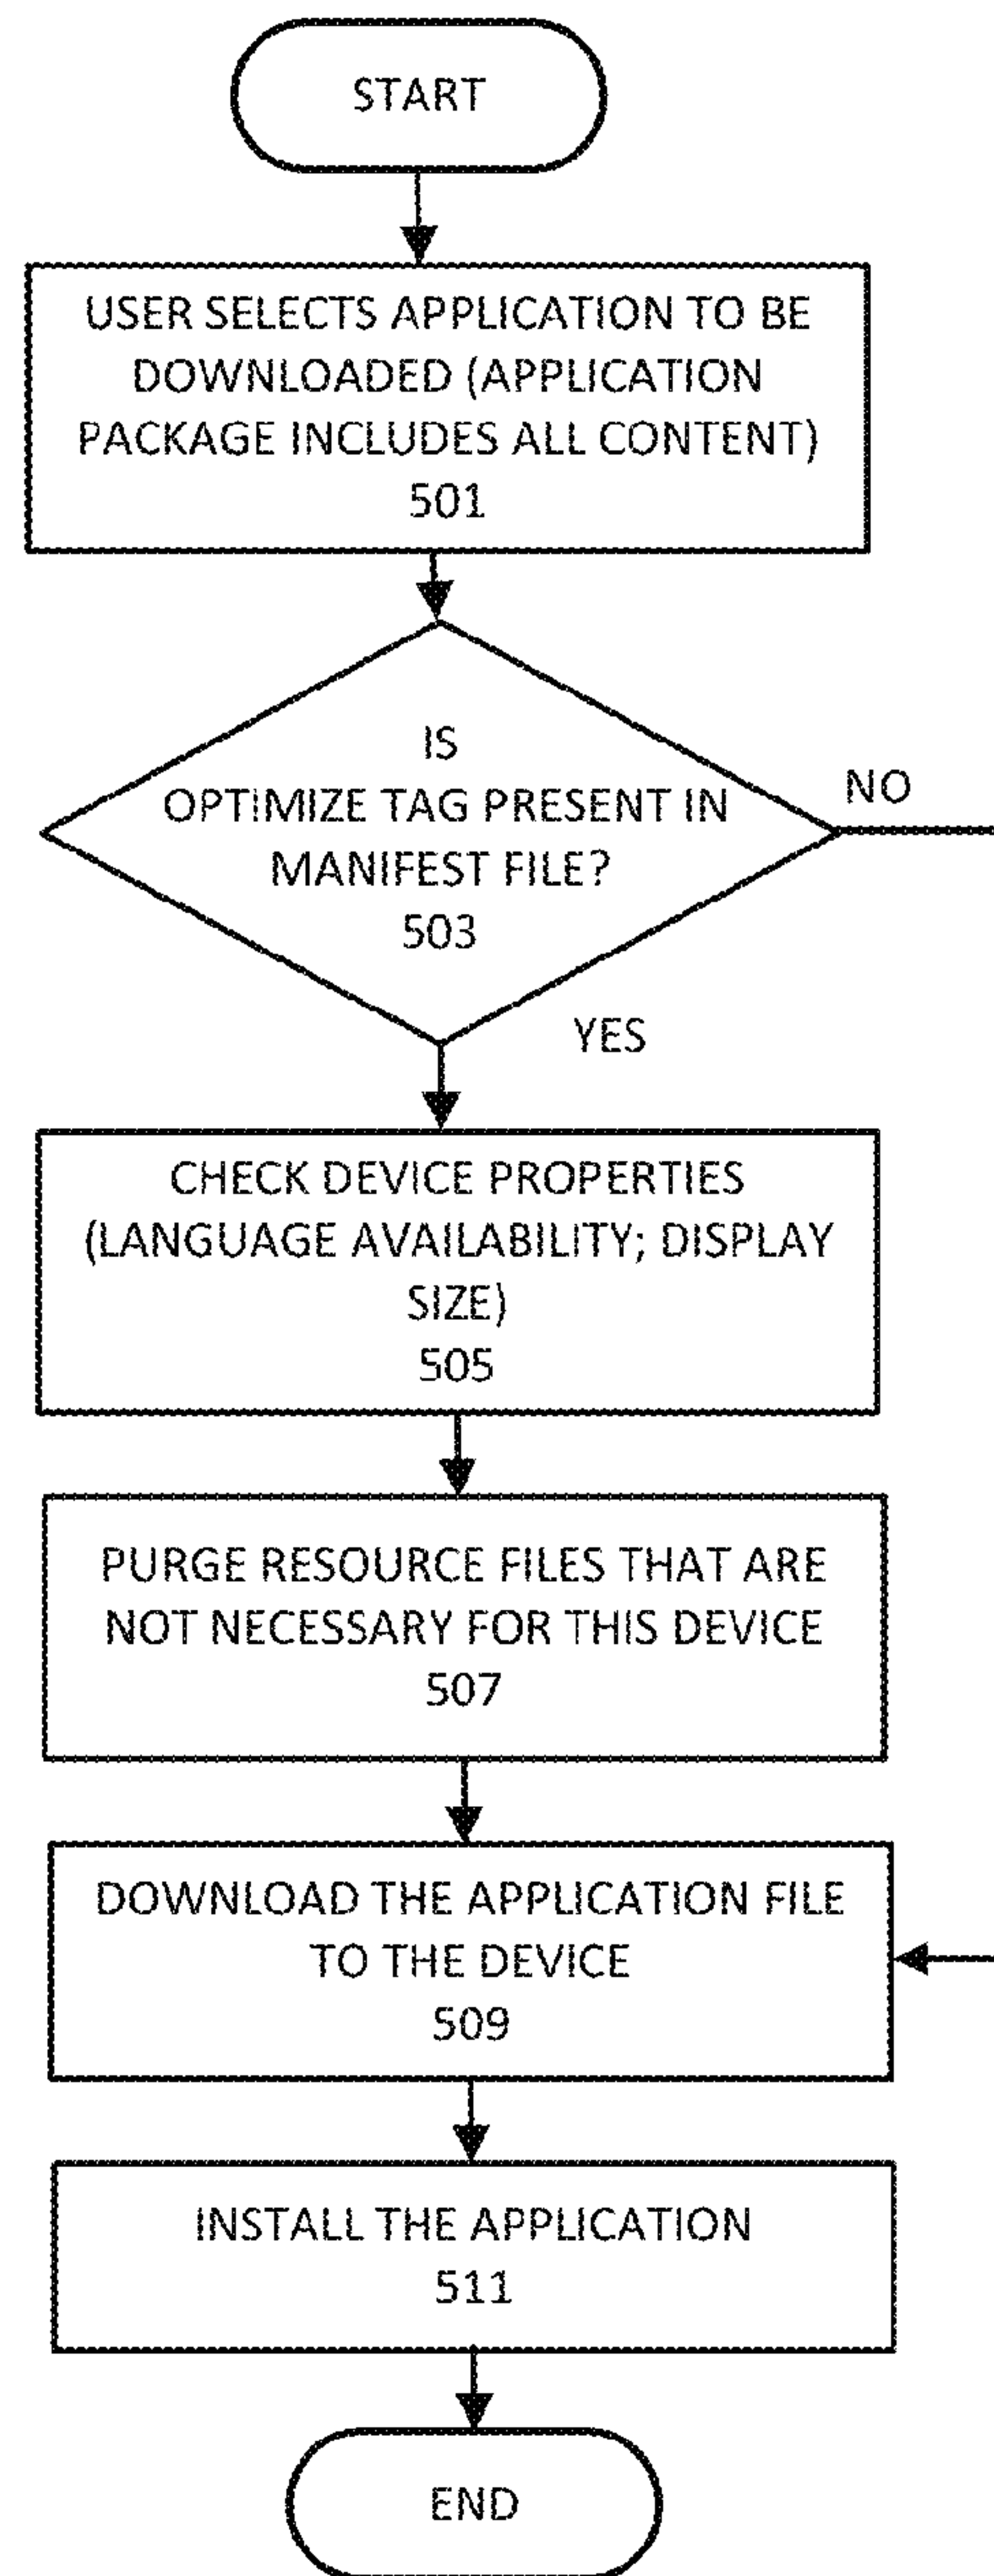 START
USER SELECTS APPLICATION TO BE
DOWNLOADED (APPLICATION
PACKAGE INCLUDES ALL CONTENT)
501
IS
OPTIMIZE TAG PRESENT IN
MANIFEST FILE?
503
NO
YES
CHECK DEVICE PROPERTIES
(LANGUAGE AVAILABILITY; DISPLAY
SIZE)
505
PURGE RESOURCE FILES THAT ARE
NOT NECESSARY FOR THIS DEVICE
507
DOWNLOAD THE APPLICATION FILE
TO THE DEVICE
509
INSTALL THE APPLICATION
511
END